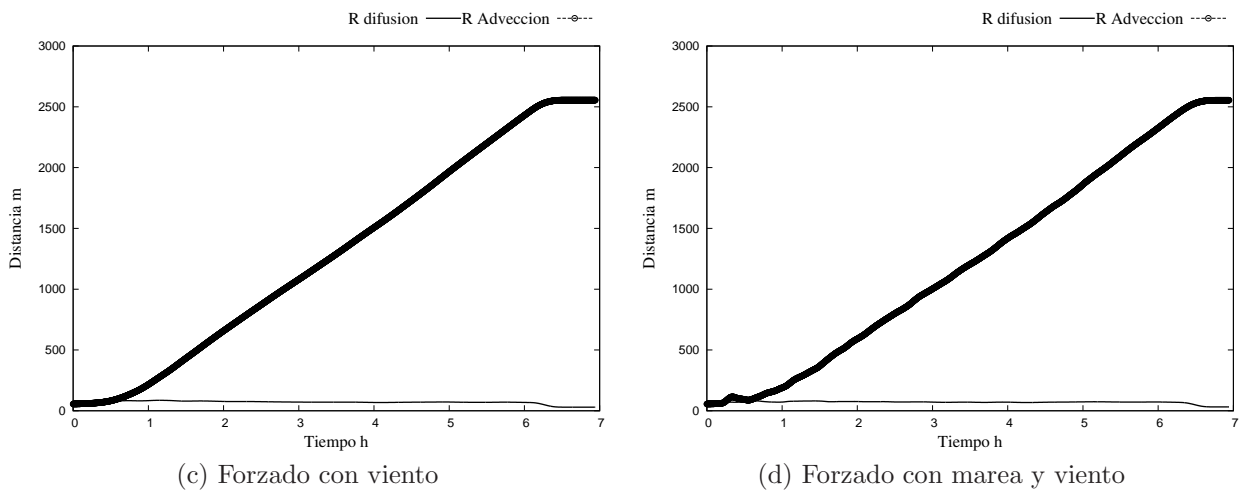 R difusion R Adveccion
3000
2500
2000
1500
1000
500
0
Distancia m
0 1 2 3 4 5 6 7
Tiempo h
(c) Forzado con viento
R difusion R Adveccion
3000
2500
2000
1500
1000
500
0
Distancia m
0 1 2 3 4 5 6 7
Tiempo h
(d) Forzado con marea y viento